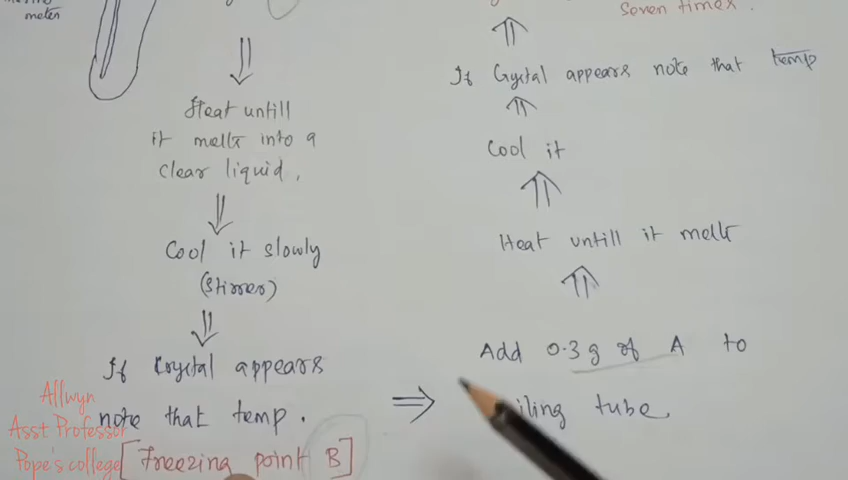 meter
Heat untill
it melts into a
clear liquid.
Cool it slowly
(stirrer)
If Crystal appears
note that temp.
[Freezing point B]
Allwyn
Asst Professor
Pope's college
Add 0.3 g of A to
iling tube
Heat untill it melts
Cool it
If Crystal appears note that temp
Seven times.